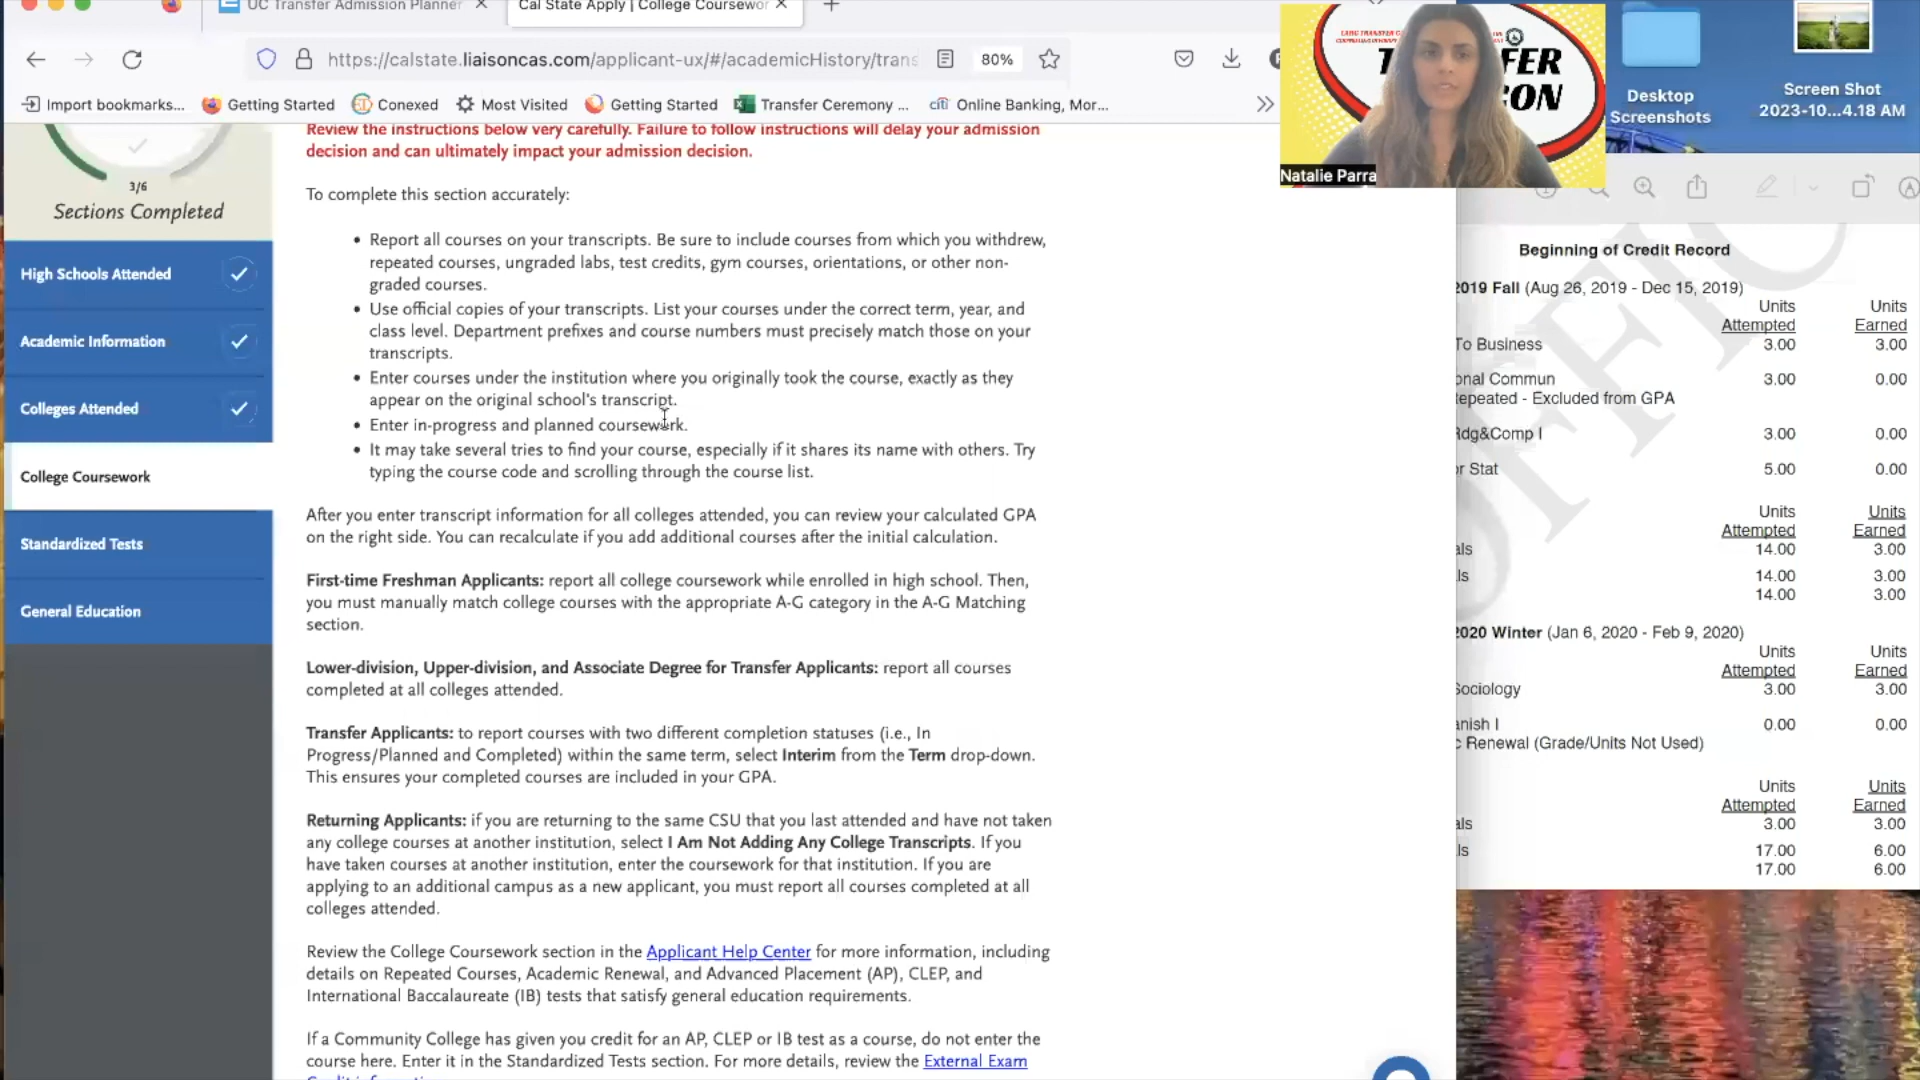 UC Transfer Admission Planner
Cal State Apply | College Coursewor
https://calstate.liaisoncas.com/applicant-ux/#/academicHistory/trans
80%
Import bookmarks...
Getting Started
Conexed
Most Visited
Getting Started
Transfer Ceremony ...
citi Online Banking, Mor...
3/6
Sections Completed
High Schools Attended
Academic Information
Colleges Attended
College Coursework
Standardized Tests
General Education
Review the instructions below very carefully. Failure to follow instructions will delay your admission
decision and can ultimately impact your admission decision.
To complete this section accurately:
• Report all courses on your transcripts. Be sure to include courses from which you withdrew,
repeated courses, ungraded labs, test credits, gym courses, orientations, or other non-
graded courses.
• Use official copies of your transcripts. List your courses under the correct term, year, and
class level. Department prefixes and course numbers must precisely match those on your
transcripts.
• Enter courses under the institution where you originally took the course, exactly as they
appear on the original school's transcript.
• Enter in-progress and planned coursework.
• It may take several tries to find your course, especially if it shares its name with others. Try
typing the course code and scrolling through the course list.
After you enter transcript information for all colleges attended, you can review your calculated GPA
on the right side. You can recalculate if you add additional courses after the initial calculation.
First-time Freshman Applicants: report all college coursework while enrolled in high school. Then,
you must manually match college courses with the appropriate A-G category in the A-G Matching
section.
Lower-division, Upper-division, and Associate Degree for Transfer Applicants: report all courses
completed at all colleges attended.
Transfer Applicants: to report courses with two different completion statuses (i.e., In
Progress/Planned and Completed) within the same term, select Interim from the Term drop-down.
This ensures your completed courses are included in your GPA.
Returning Applicants: if you are returning to the same CSU that you last attended and have not taken
any college courses at another institution, select I Am Not Adding Any College Transcripts. If you
have taken courses at another institution, enter the coursework for that institution. If you are
applying to an additional campus as a new applicant, you must report all courses completed at all
colleges attended.
Review the College Coursework section in the Applicant Help Center for more information, including
details on Repeated Courses, Academic Renewal, and Advanced Placement (AP), CLEP, and
International Baccalaureate (IB) tests that satisfy general education requirements.
If a Community College has given you credit for an AP, CLEP or IB test as a course, do not enter the
course here. Enter it in the Standardized Tests section. For more details, review the External Exam
Natalie Parra
Desktop
Screenshots
Screen Shot
2023-10...4.18 AM
Beginning of Credit Record
2019 Fall (Aug 26, 2019 - Dec 15, 2019)
Units Units
Attempted Earned
To Business 3.00 3.00
onal Commun 3.00 0.00
Repeated - Excluded from GPA
Rdg&Comp I 3.00 0.00
or Stat 5.00 0.00
Units Units
Attempted Earned
als 14.00 3.00
ls 14.00 3.00
14.00 3.00
2020 Winter (Jan 6, 2020 - Feb 9, 2020)
Units Units
Attempted Earned
Sociology 3.00 3.00
anish I 0.00 0.00
c Renewal (Grade/Units Not Used)
Units Units
Attempted Earned
als 3.00 3.00
ls 17.00 6.00
17.00 6.00